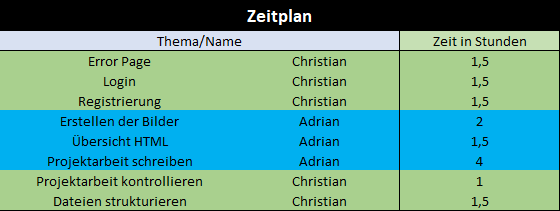 Zeitplan
Thema/Name Zeit in Stunden
Error Page Christian 1,5
Login Christian 1,5
Registrierung Christian 1,5
Erstellen der Bilder Adrian 2
Übersicht HTML Adrian 1,5
Projektarbeit schreiben Adrian 4
Projektarbeit kontrollieren Christian 1
Dateien strukturieren Christian 1,5